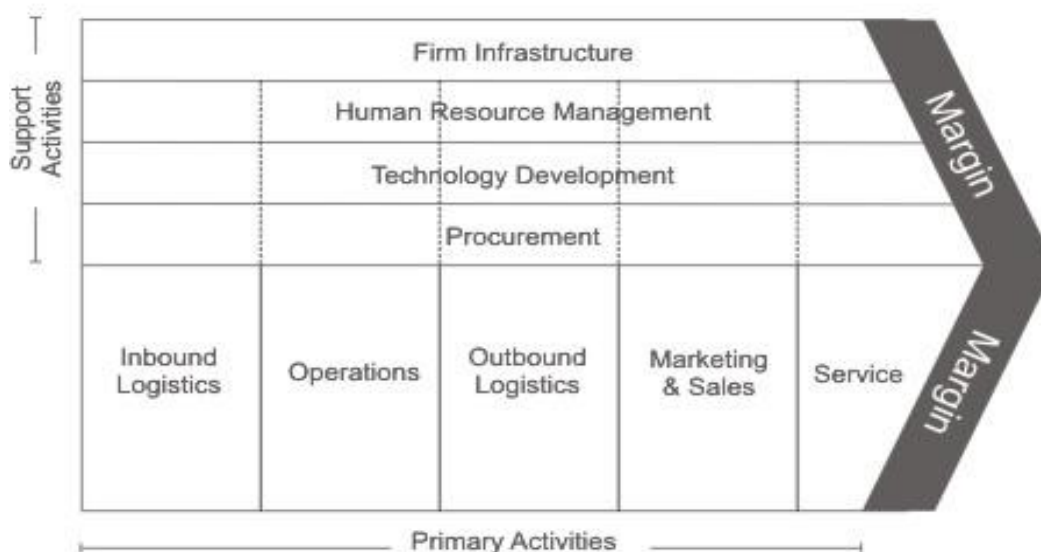 Support
Activities
Firm Infrastructure
Human Resource Management
Technology Development
Procurement
Margin
Inbound
Logistics
Operations
Outbound
Logistics
Marketing
& Sales
Service
Margin
Primary Activities